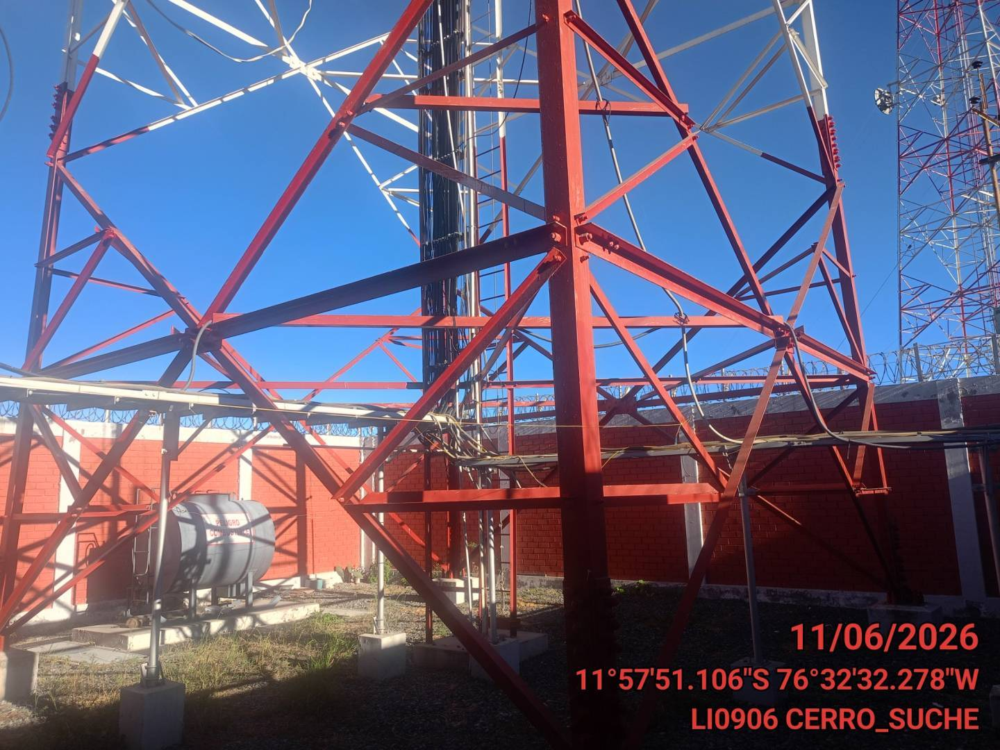 PELIGRO
COMBUSTIBLE
11/06/2026
11°57'51.106"S 76°32'32.278"W
LI0906 CERRO_SUCHE